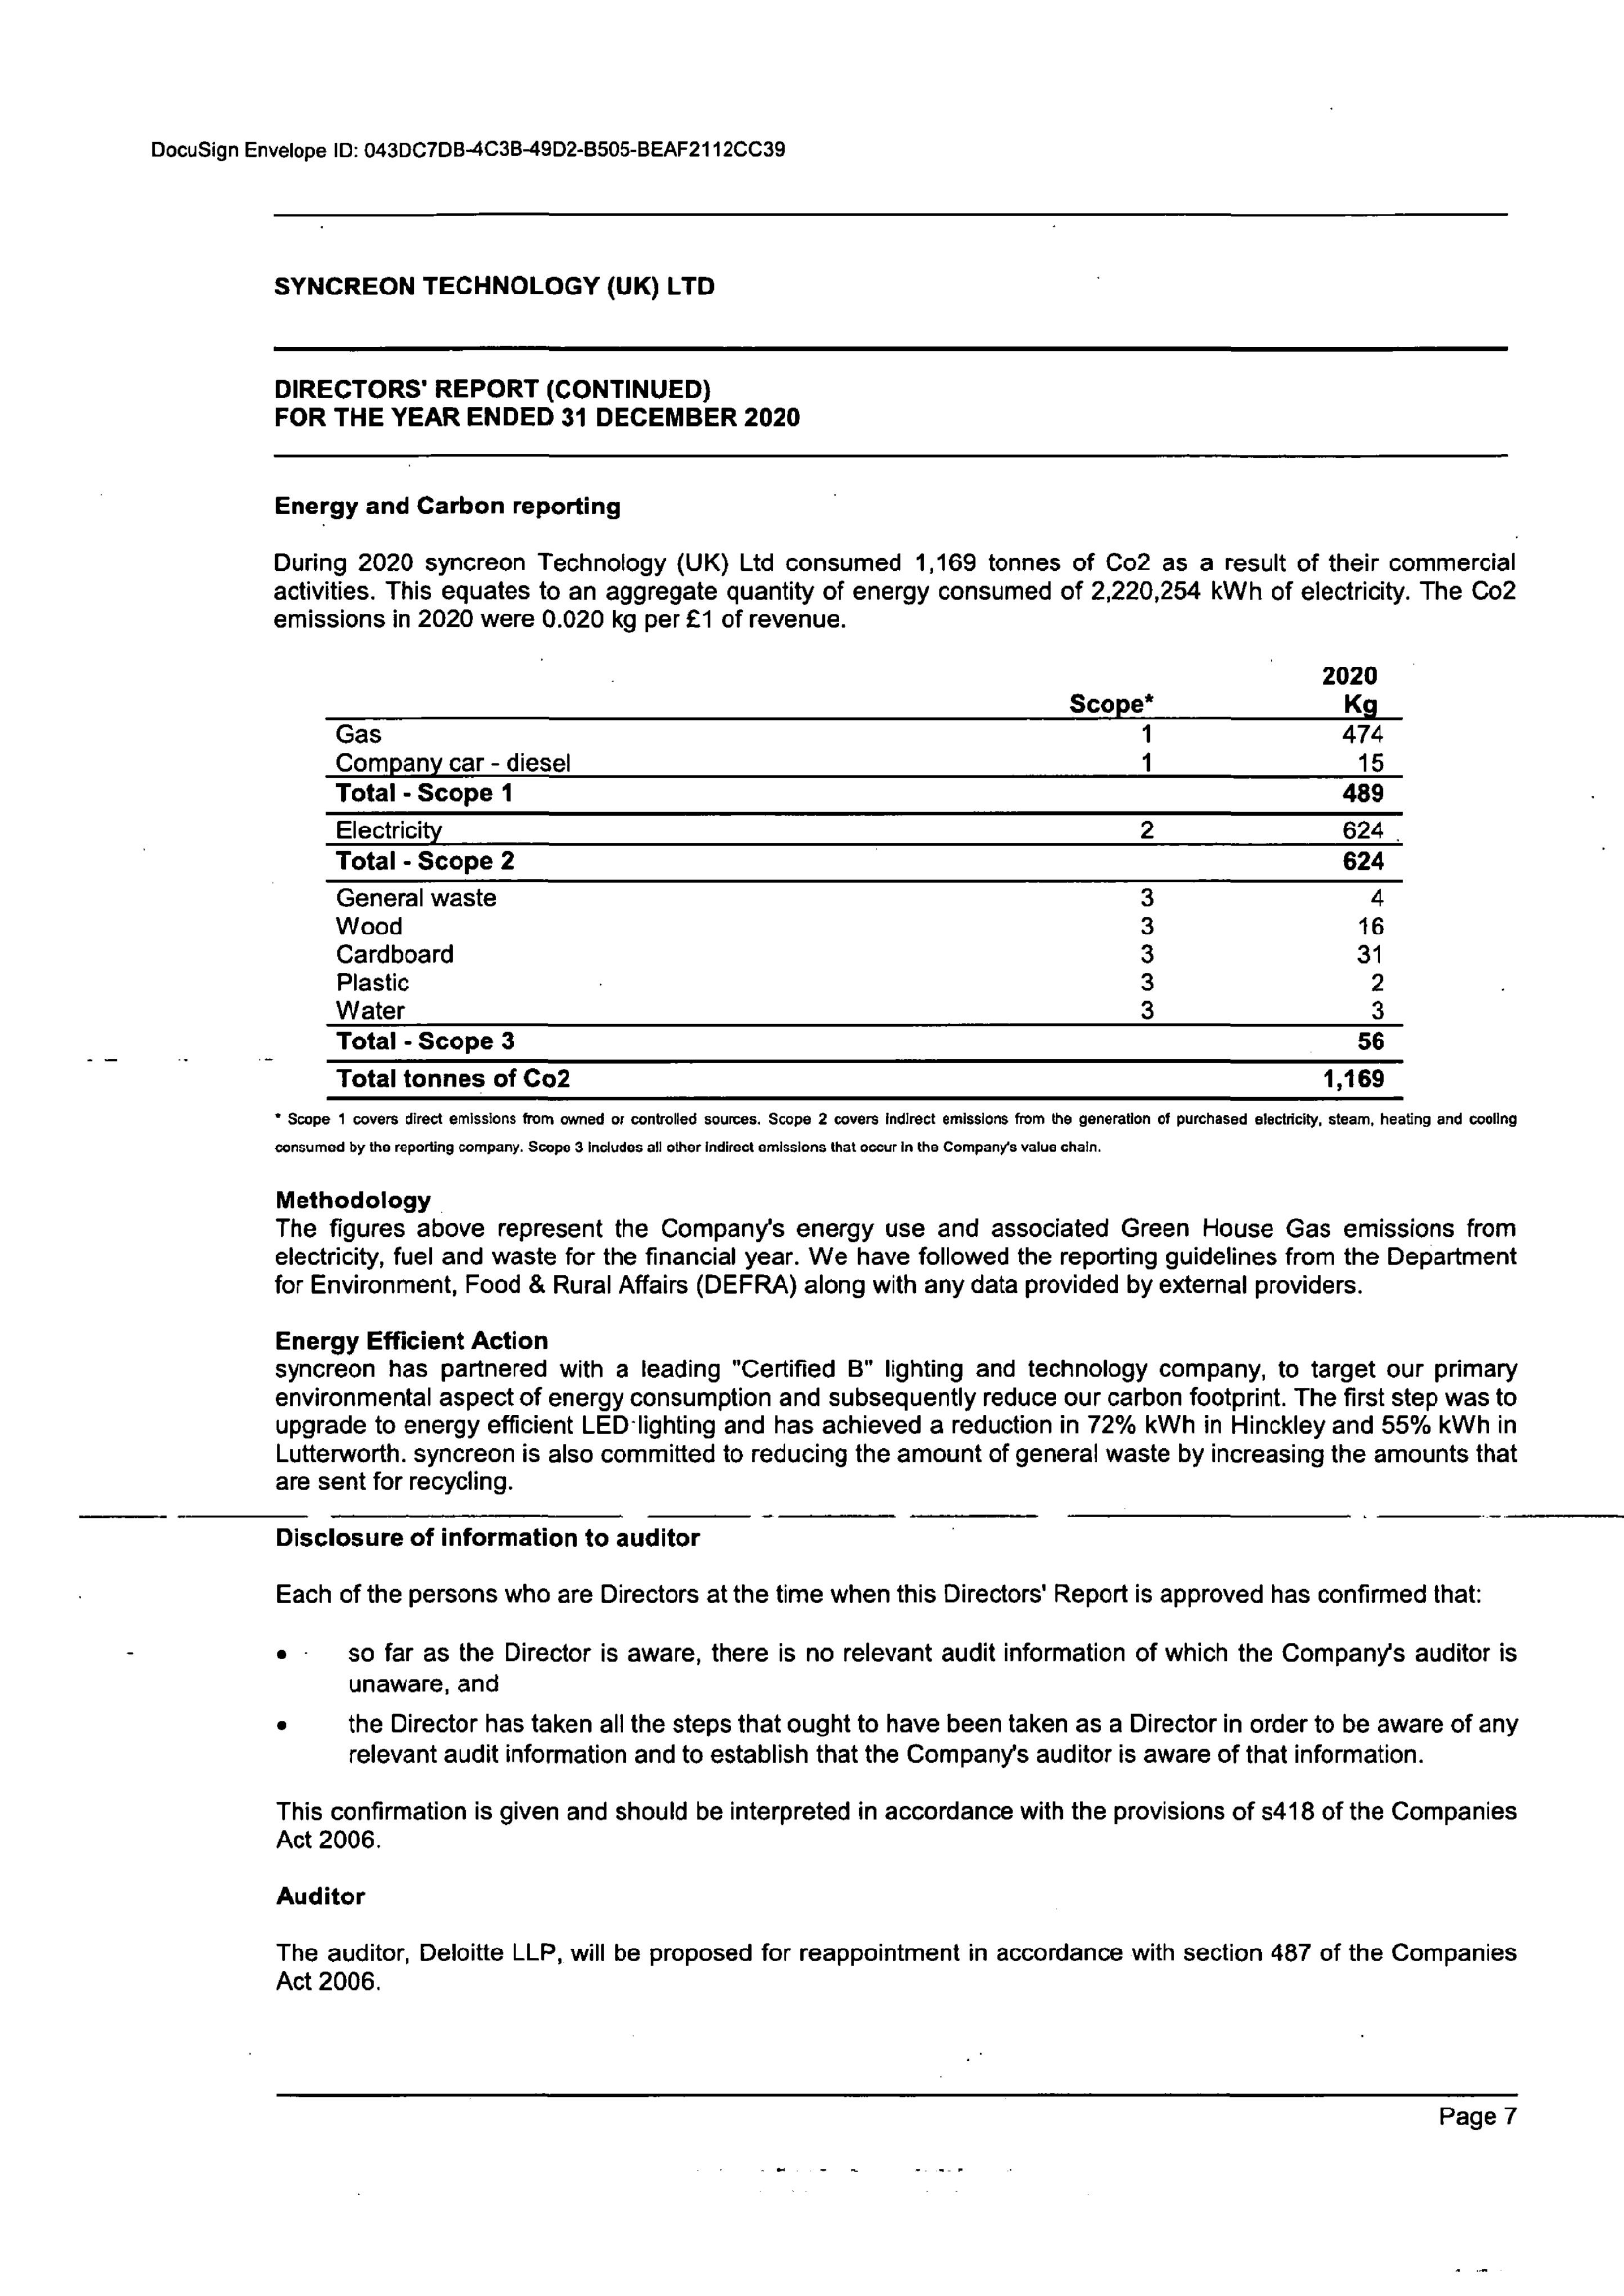 DocuSign Envelope ID: 043DC7DB-4C3B-49D2-B505-BEAF2112CC39
SYNCREON TECHNOLOGY (UK) LTD
DIRECTORS' REPORT (CONTINUED)
FOR THE YEAR ENDED 31 DECEMBER 2020
Energy and Carbon reporting
During 2020 syncreon Technology (UK) Ltd consumed 1,169 tonnes of Co2 as a result of their commercial
activities. This equates to an aggregate quantity of energy consumed of 2,220,254 kWh of electricity. The Co2
emissions in 2020 were 0.020 kg per £1 of revenue.
2020
Scope* Kg
Gas 1 474
Company car - diesel 1 15
Total - Scope 1 489
Electricity 2 624
Total - Scope 2 624
General waste 3 4
Wood 3 16
Cardboard 3 31
Plastic 3 2
Water 3 3
Total - Scope 3 56
Total tonnes of Co2 1,169
* Scope 1 covers direct emissions from owned or controlled sources. Scope 2 covers indirect emissions from the generation of purchased electricity, steam, heating and cooling
consumed by the reporting company. Scope 3 includes all other indirect emissions that occur in the Company's value chain.
Methodology
The figures above represent the Company's energy use and associated Green House Gas emissions from
electricity, fuel and waste for the financial year. We have followed the reporting guidelines from the Department
for Environment, Food & Rural Affairs (DEFRA) along with any data provided by external providers.
Energy Efficient Action
syncreon has partnered with a leading "Certified B" lighting and technology company, to target our primary
environmental aspect of energy consumption and subsequently reduce our carbon footprint. The first step was to
upgrade to energy efficient LED lighting and has achieved a reduction in 72% kWh in Hinckley and 55% kWh in
Lutterworth. syncreon is also committed to reducing the amount of general waste by increasing the amounts that
are sent for recycling.
Disclosure of information to auditor
Each of the persons who are Directors at the time when this Directors' Report is approved has confirmed that:
• so far as the Director is aware, there is no relevant audit information of which the Company's auditor is
unaware, and
• the Director has taken all the steps that ought to have been taken as a Director in order to be aware of any
relevant audit information and to establish that the Company's auditor is aware of that information.
This confirmation is given and should be interpreted in accordance with the provisions of s418 of the Companies
Act 2006.
Auditor
The auditor, Deloitte LLP, will be proposed for reappointment in accordance with section 487 of the Companies
Act 2006.
Page 7